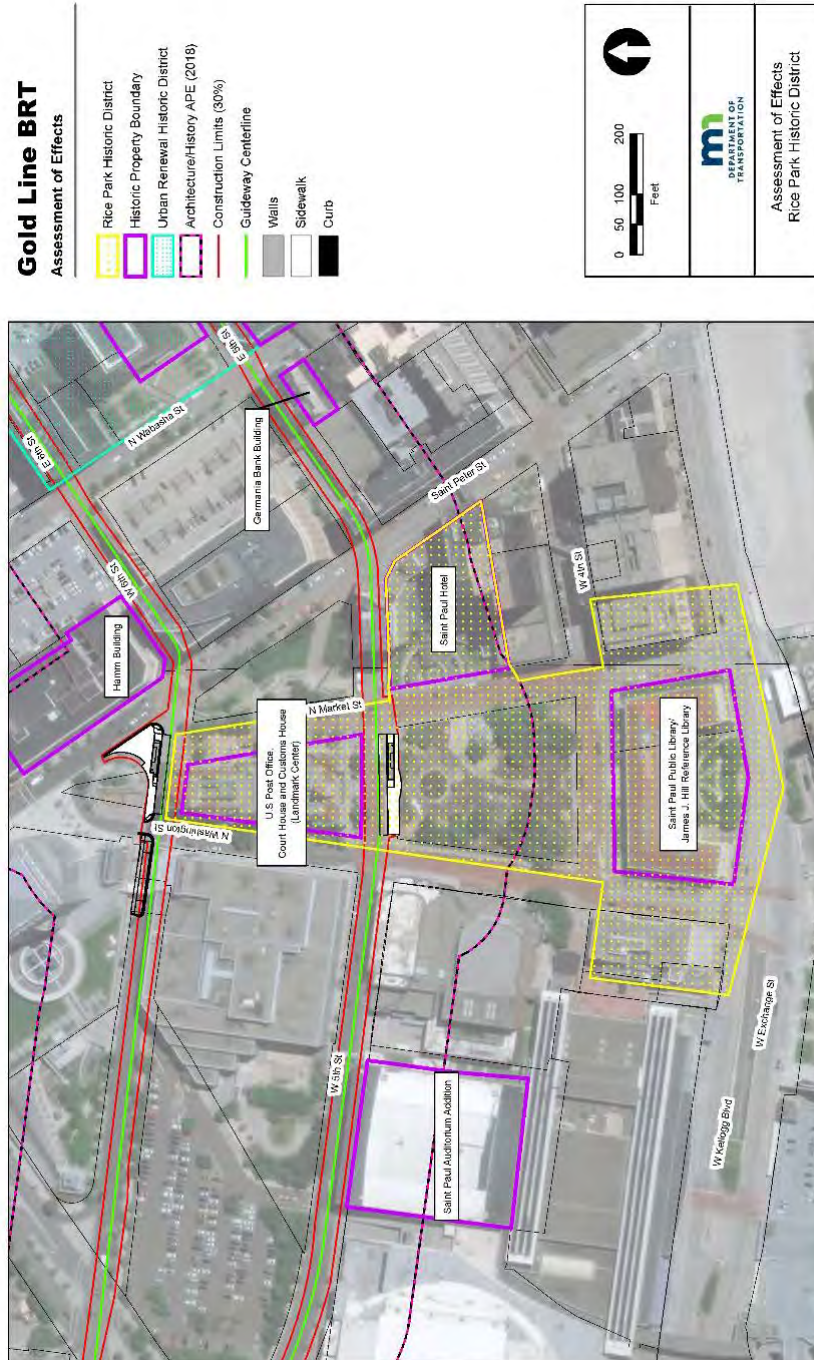 Gold Line BRT
Assessment of Effects
Rice Park Historic District
Historic Property Boundary
Urban Renewal Historic District
Architecture/History APE (2018)
Construction Limits (30%)
Guideway Centerline
Walls
Sidewalk
Curb
0 50 100 200
Feet
m
DEPARTMENT OF
TRANSPORTATION
Assessment of Effects
Rice Park Historic District
E 6th St
E 5th St
N Wabasha St
Germania Bank Building
W 6th St
Hamm Building
Saint Peter St
Saint Paul Hotel
W 4th St
N Market St
U.S Post Office,
Court House and Customs House
(Landmark Center)
N Washington St
Saint Paul Public Library/
James J. Hill Reference Library
W 5th St
Saint Paul Auditorium Addition
W Exchange St
W Kellogg Blvd